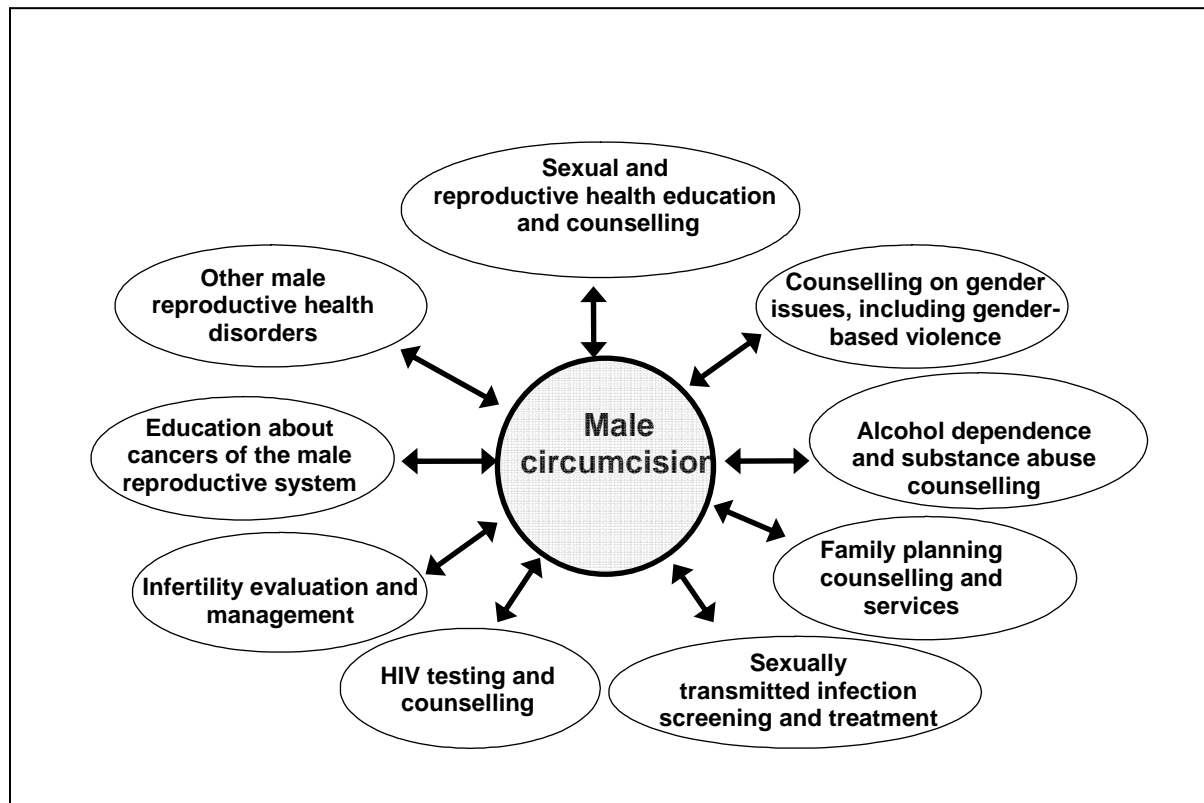 Sexual and
reproductive health education
and counselling
Other male
reproductive health
disorders
Counselling on gender
issues, including gender-
based violence
Male
circumcision
Education about
cancers of the male
reproductive system
Alcohol dependence
and substance abuse
counselling
Infertility evaluation and
management
Family planning
counselling and
services
HIV testing and
counselling
Sexually
transmitted infection
screening and treatment